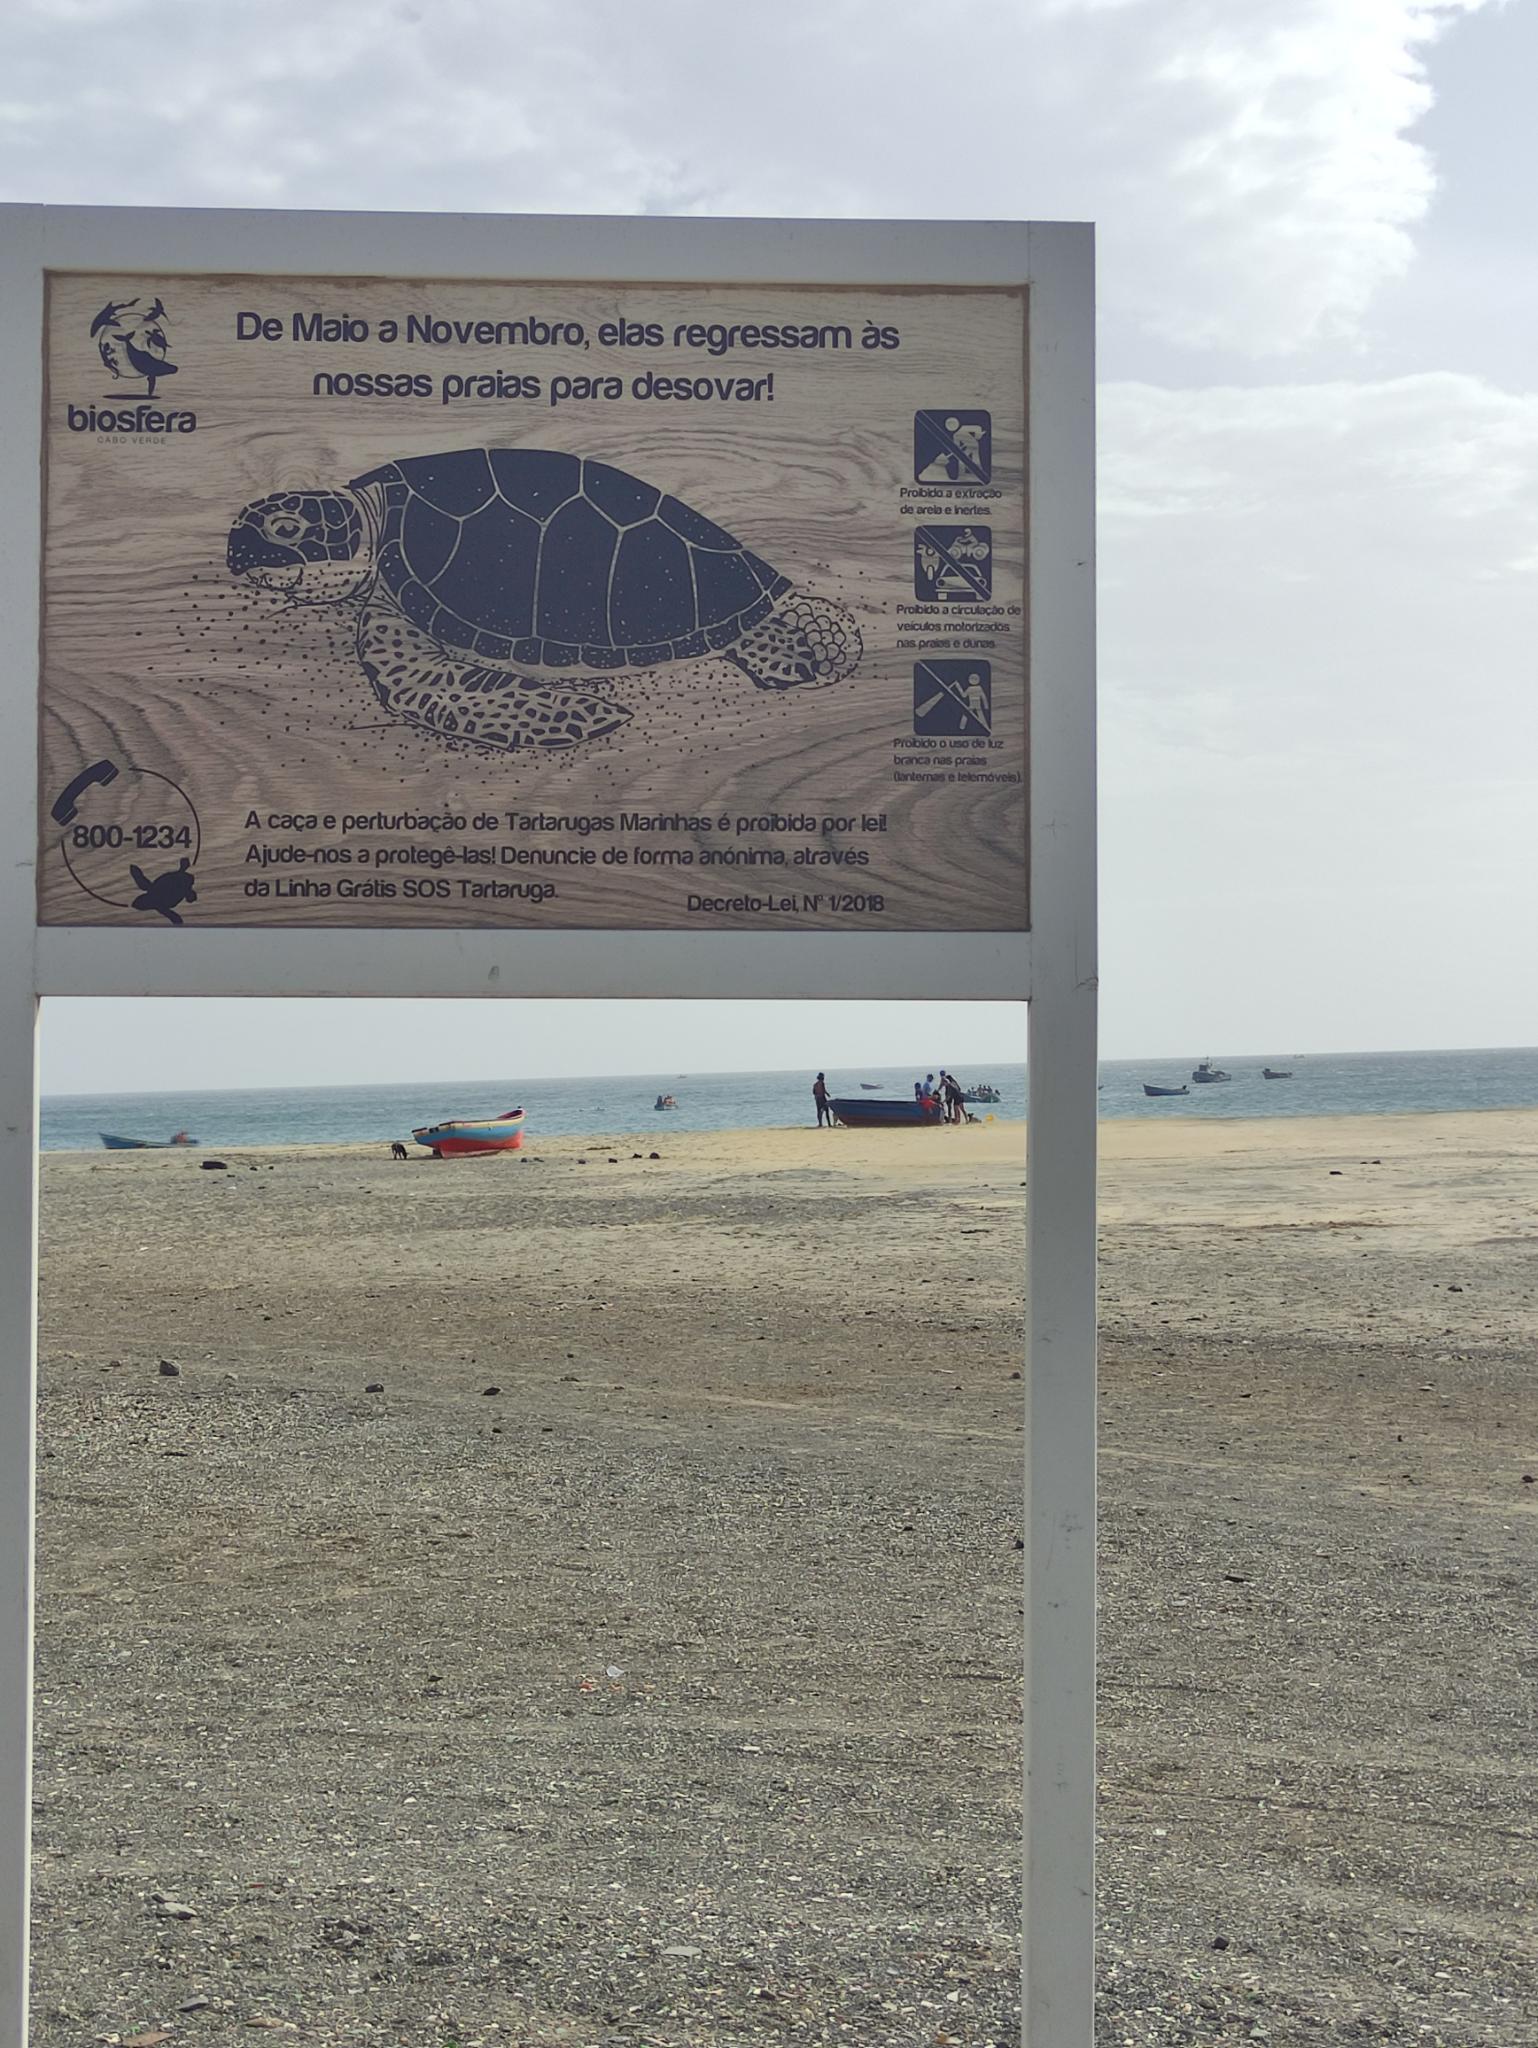 De Maio a Novembro, elas regressam às
nossas praias para desovar!
biosfera
CABO VERDE
Proibido a extração
de areia e inertes.
Proibido a circulação de
veículos motorizados
nas praias e dunas.
Proibido o uso de luz
branca nas praias
(lanternas e telemóveis).
800-1234
A caça e perturbação de Tartarugas Marinhas é proibida por lei!
Ajude-nos a protegê-las! Denuncie de forma anónima, através
da Linha Grátis SOS Tartaruga.
Decreto-Lei, Nº 1/2018